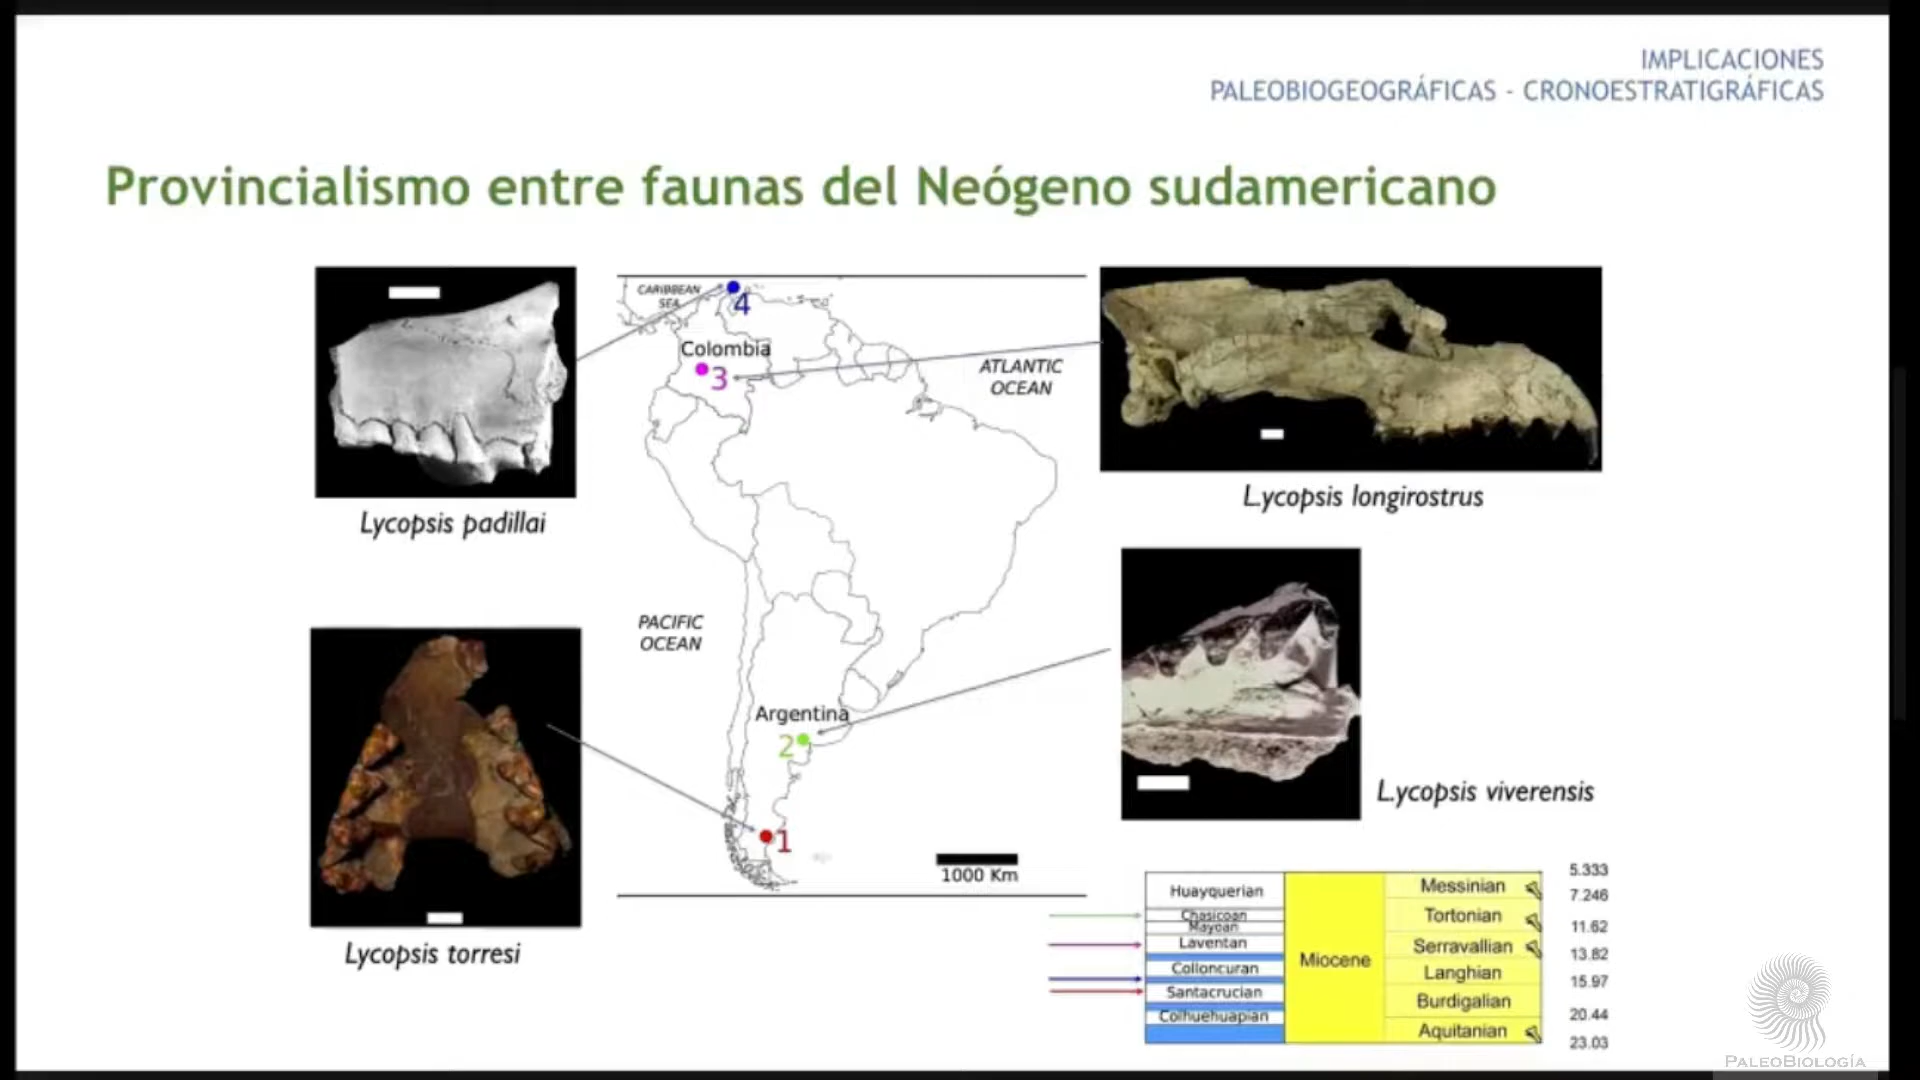 IMPLICACIONES
PALEOBIOGEOGRÁFICAS - CRONOESTRATIGRÁFICAS
Provincialismo entre faunas del Neógeno sudamericano
CARIBBEAN
SEA
4
Colombia
3
ATLANTIC
OCEAN
Lycopsis padillai
Lycopsis longirostrus
PACIFIC
OCEAN
Argentina
2
1
1000 Km
Lycopsis viverensis
Lycopsis torresi
Huayquerian
Chasicoan
Mayoan
Laventan
Colloncuran
Santacrucian
Colhuehuapian
Miocene
Messinian
Tortonian
Serravallian
Langhian
Burdigalian
Aquitanian
5.333
7.246
11.62
13.82
15.97
20.44
23.03
PALEOBIOLOGÍA